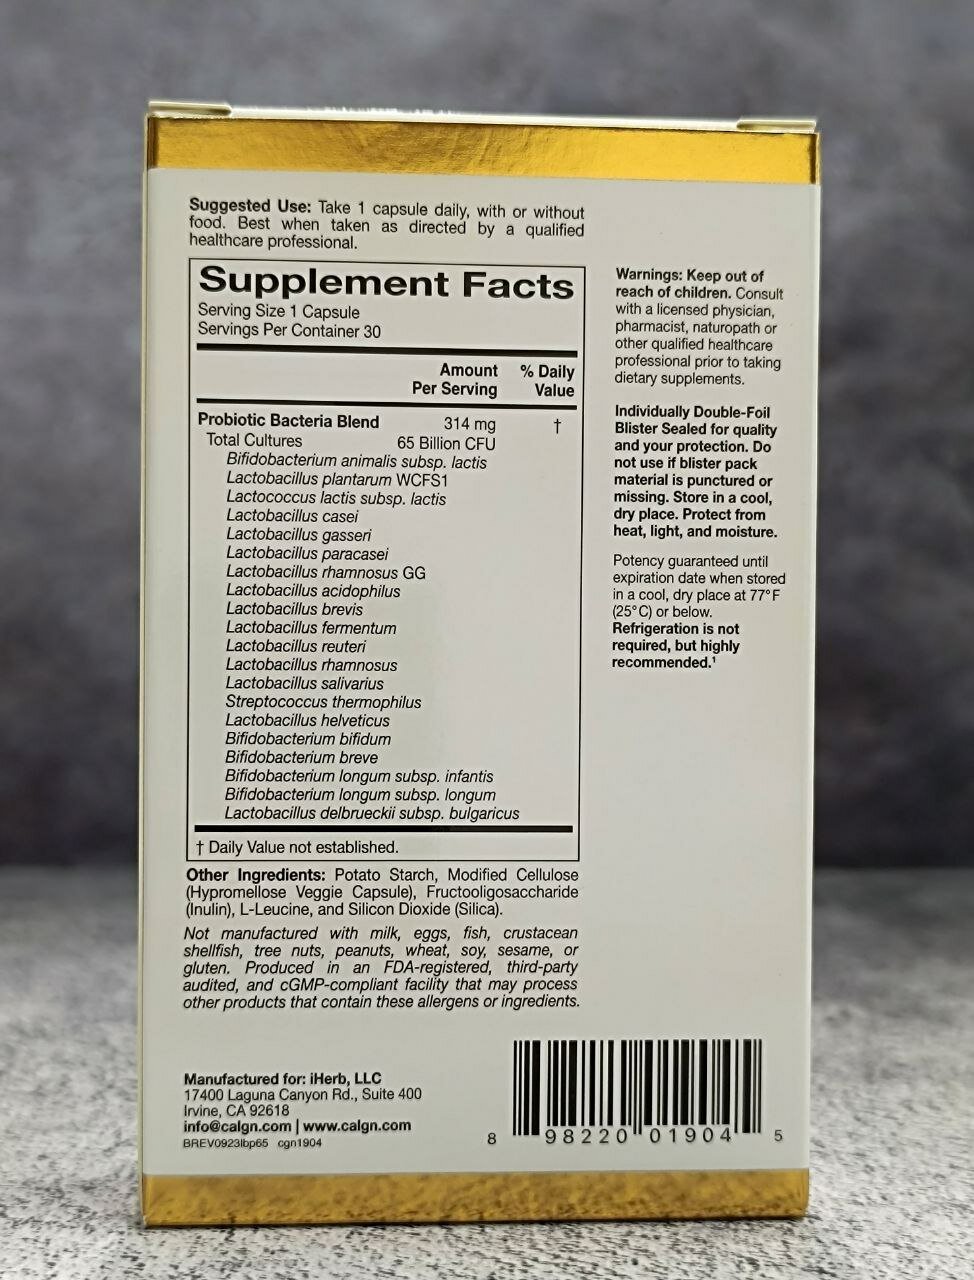 Suggested Use: Take 1 capsule daily, with or without
food. Best when taken as directed by a qualified
healthcare professional.
Supplement Facts
Serving Size 1 Capsule
Servings Per Container 30
Amount Per Serving
% Daily Value
Probiotic Bacteria Blend 314 mg †
Total Cultures 65 Billion CFU
Bifidobacterium animalis subsp. lactis
Lactobacillus plantarum WCFS1
Lactococcus lactis subsp. lactis
Lactobacillus casei
Lactobacillus gasseri
Lactobacillus paracasei
Lactobacillus rhamnosus GG
Lactobacillus acidophilus
Lactobacillus brevis
Lactobacillus fermentum
Lactobacillus reuteri
Lactobacillus rhamnosus
Lactobacillus salivarius
Streptococcus thermophilus
Lactobacillus helveticus
Bifidobacterium bifidum
Bifidobacterium breve
Bifidobacterium longum subsp. infantis
Bifidobacterium longum subsp. longum
Lactobacillus delbrueckii subsp. bulgaricus
† Daily Value not established.
Other Ingredients: Potato Starch, Modified Cellulose
(Hypromellose Veggie Capsule), Fructooligosaccharide
(Inulin), L-Leucine, and Silicon Dioxide (Silica).
Not manufactured with milk, eggs, fish, crustacean
shellfish, tree nuts, peanuts, wheat, soy, sesame, or
gluten. Produced in an FDA-registered, third-party
audited, and cGMP-compliant facility that may process
other products that contain these allergens or ingredients.
Manufactured for: iHerb, LLC
17400 Laguna Canyon Rd., Suite 400
Irvine, CA 92618
info@calgn.com | www.calgn.com
BREV0923lbp65 cgn1904
Warnings: Keep out of
reach of children. Consult
with a licensed physician,
pharmacist, naturopath or
other qualified healthcare
professional prior to taking
dietary supplements.
Individually Double-Foil
Blister Sealed for quality
and your protection. Do
not use if blister pack
material is punctured or
missing. Store in a cool,
dry place. Protect from
heat, light, and moisture.
Potency guaranteed until
expiration date when stored
in a cool, dry place at 77°F
(25°C) or below.
Refrigeration is not
required, but highly
recommended.¹
8 98220 01904 5